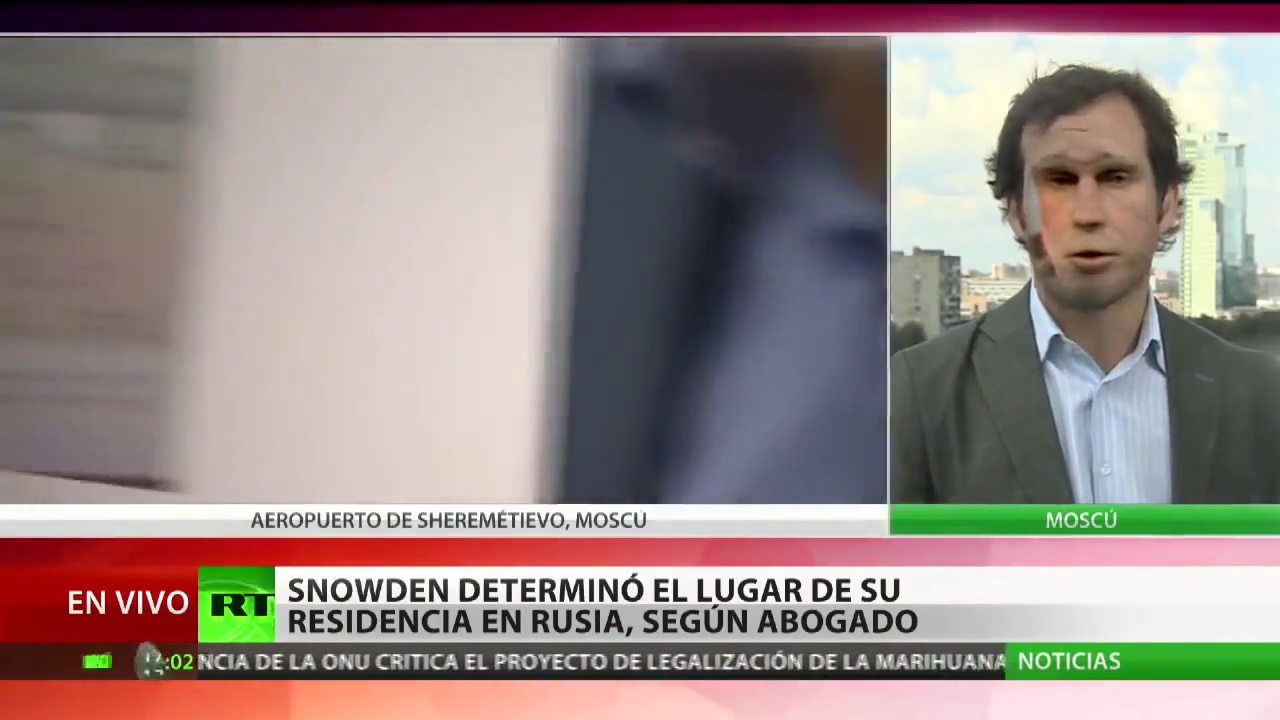 AEROPUERTO DE SHEREMÉTIEVO, MOSCÚ
MOSCÚ
EN VIVO
RT
SNOWDEN DETERMINÓ EL LUGAR DE SU
RESIDENCIA EN RUSIA, SEGÚN ABOGADO
:02
NCIA DE LA ONU CRITICA EL PROYECTO DE LEGALIZACIÓN DE LA MARIHUANA
NOTICIAS